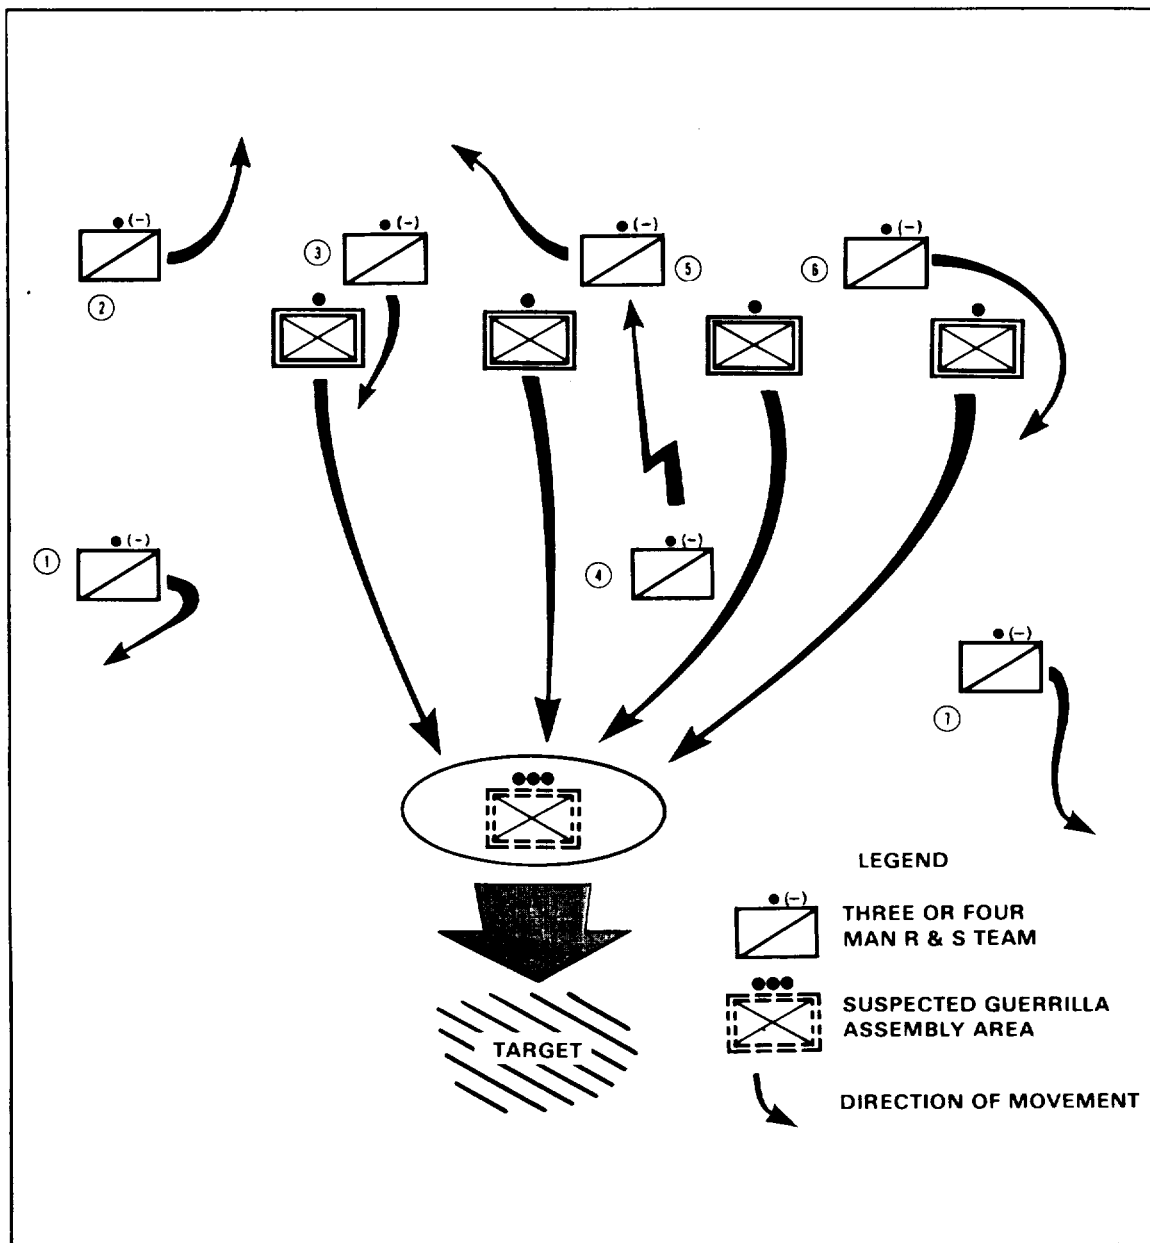 (-)
(-)
(-)
(-)
3
5
6
2
(-)
(-)
1
4
(-)
7
LEGEND
(-)
THREE OR FOUR
MAN R & S TEAM
SUSPECTED GUERRILLA
ASSEMBLY AREA
TARGET
DIRECTION OF MOVEMENT